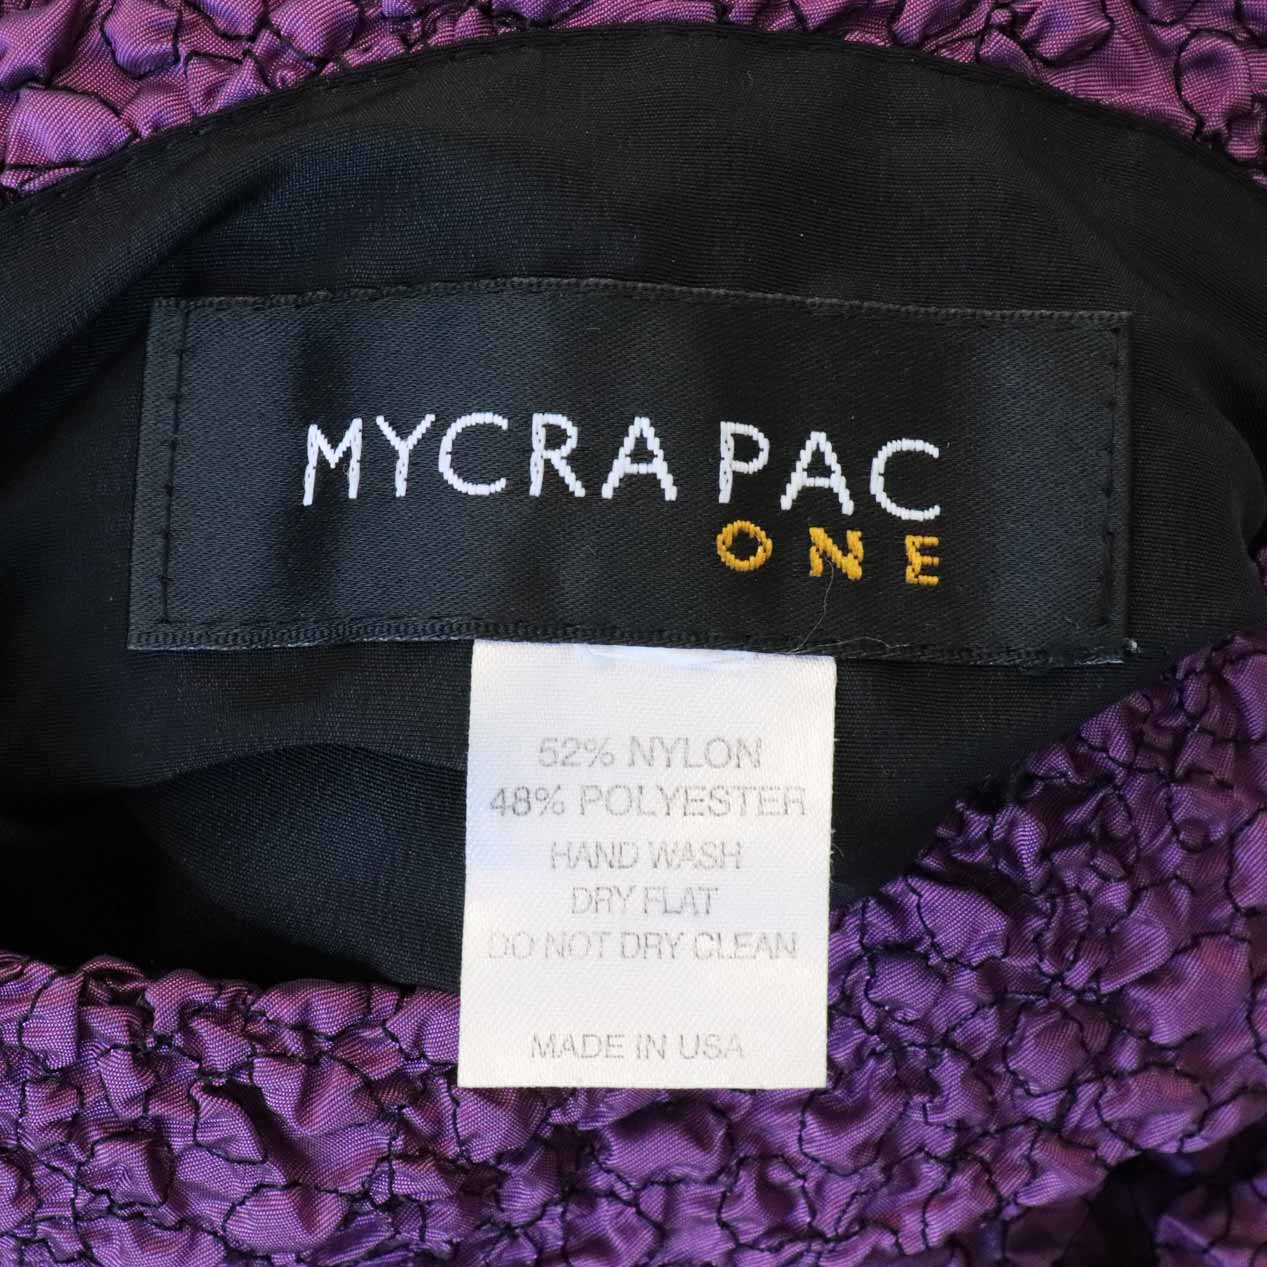 MYCRA PAC
ONE
52% NYLON
48% POLYESTER
HAND WASH
DRY FLAT
DO NOT DRY CLEAN
MADE IN USA